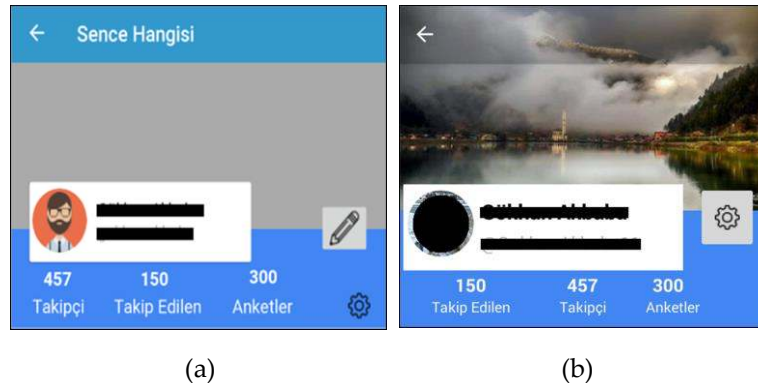 Sence Hangisi
457 150 300
Takipçi Takip Edilen Anketler
150 457 300
Takip Edilen Takipçi Anketler
(a) (b)